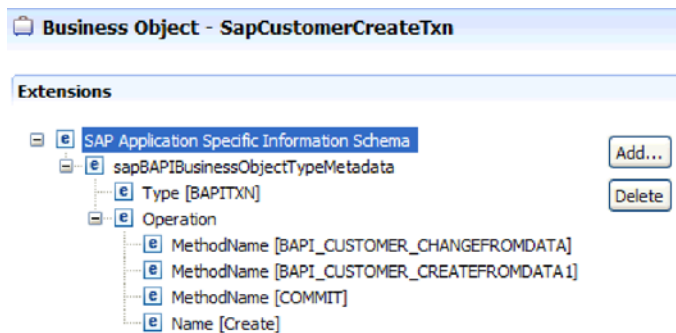 Business Object - SapCustomerCreateTxn
Extensions
e SAP Application Specific Information Schema
Add...
e sapBAPIBusinessObjectTypeMetadata
e Type [BAPITXN]
Delete
e Operation
e MethodName [BAPI_CUSTOMER_CHANGEFROMDATA]
e MethodName [BAPI_CUSTOMER_CREATEFROMDATA1]
e MethodName [COMMIT]
e Name [Create]